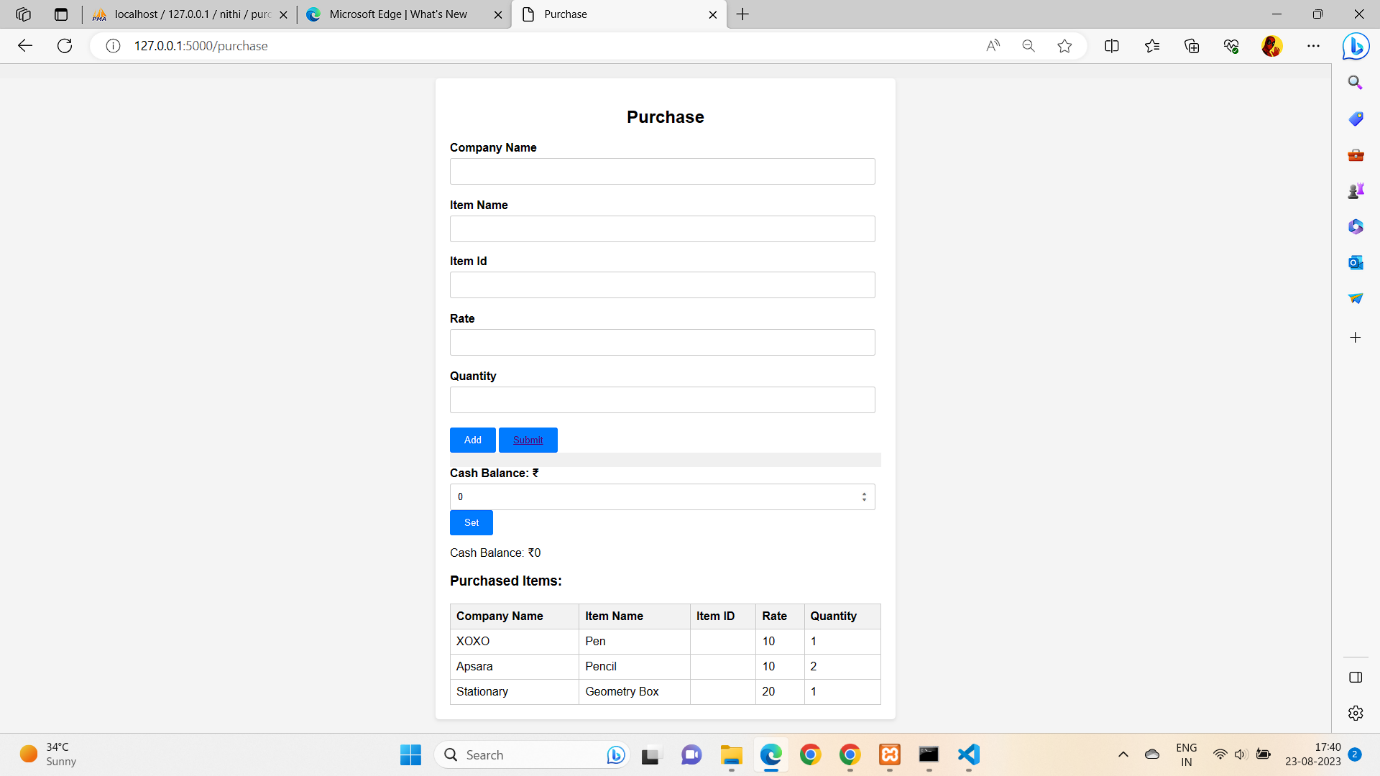 localhost / 127.0.0.1 / nithi / purc
Microsoft Edge | What's New
Purchase
127.0.0.1:5000/purchase
Purchase
Company Name
Item Name
Item Id
Rate
Quantity
Add Submit
Cash Balance: ₹
0
Set
Cash Balance: ₹0
Purchased Items:
Company Name Item Name Item ID Rate Quantity
XOXO Pen 10 1
Apsara Pencil 10 2
Stationary Geometry Box 20 1
34°C
Sunny
Search
ENG
IN
17:40
23-08-2023
2